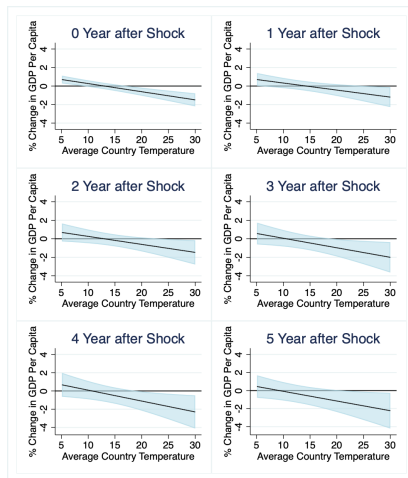 0 Year after Shock
% Change in GDP Per Capita
4
2
0
-2
-4
5 10 15 20 25 30
Average Country Temperature
1 Year after Shock
% Change in GDP Per Capita
4
2
0
-2
-4
5 10 15 20 25 30
Average Country Temperature
2 Year after Shock
% Change in GDP Per Capita
4
2
0
-2
-4
5 10 15 20 25 30
Average Country Temperature
3 Year after Shock
% Change in GDP Per Capita
4
2
0
-2
-4
5 10 15 20 25 30
Average Country Temperature
4 Year after Shock
% Change in GDP Per Capita
4
2
0
-2
-4
5 10 15 20 25 30
Average Country Temperature
5 Year after Shock
% Change in GDP Per Capita
4
2
0
-2
-4
5 10 15 20 25 30
Average Country Temperature